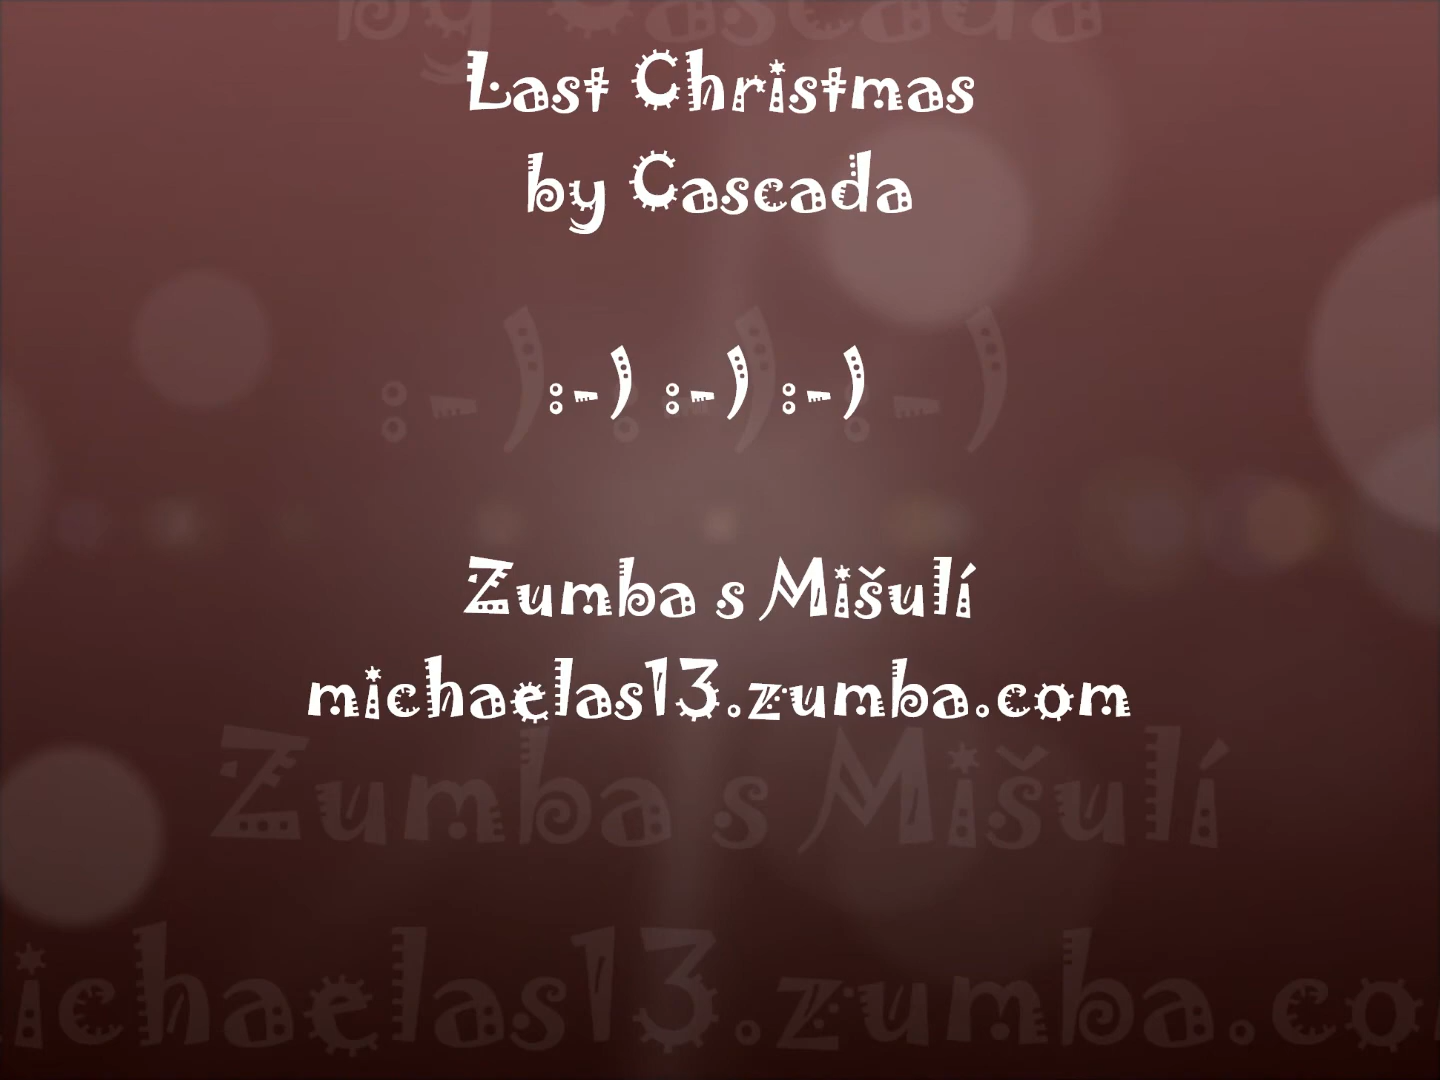 Last Christmas
by Cascada
:-) :-) :-)
Zumba s Mišulí
michaelas13.zumba.com